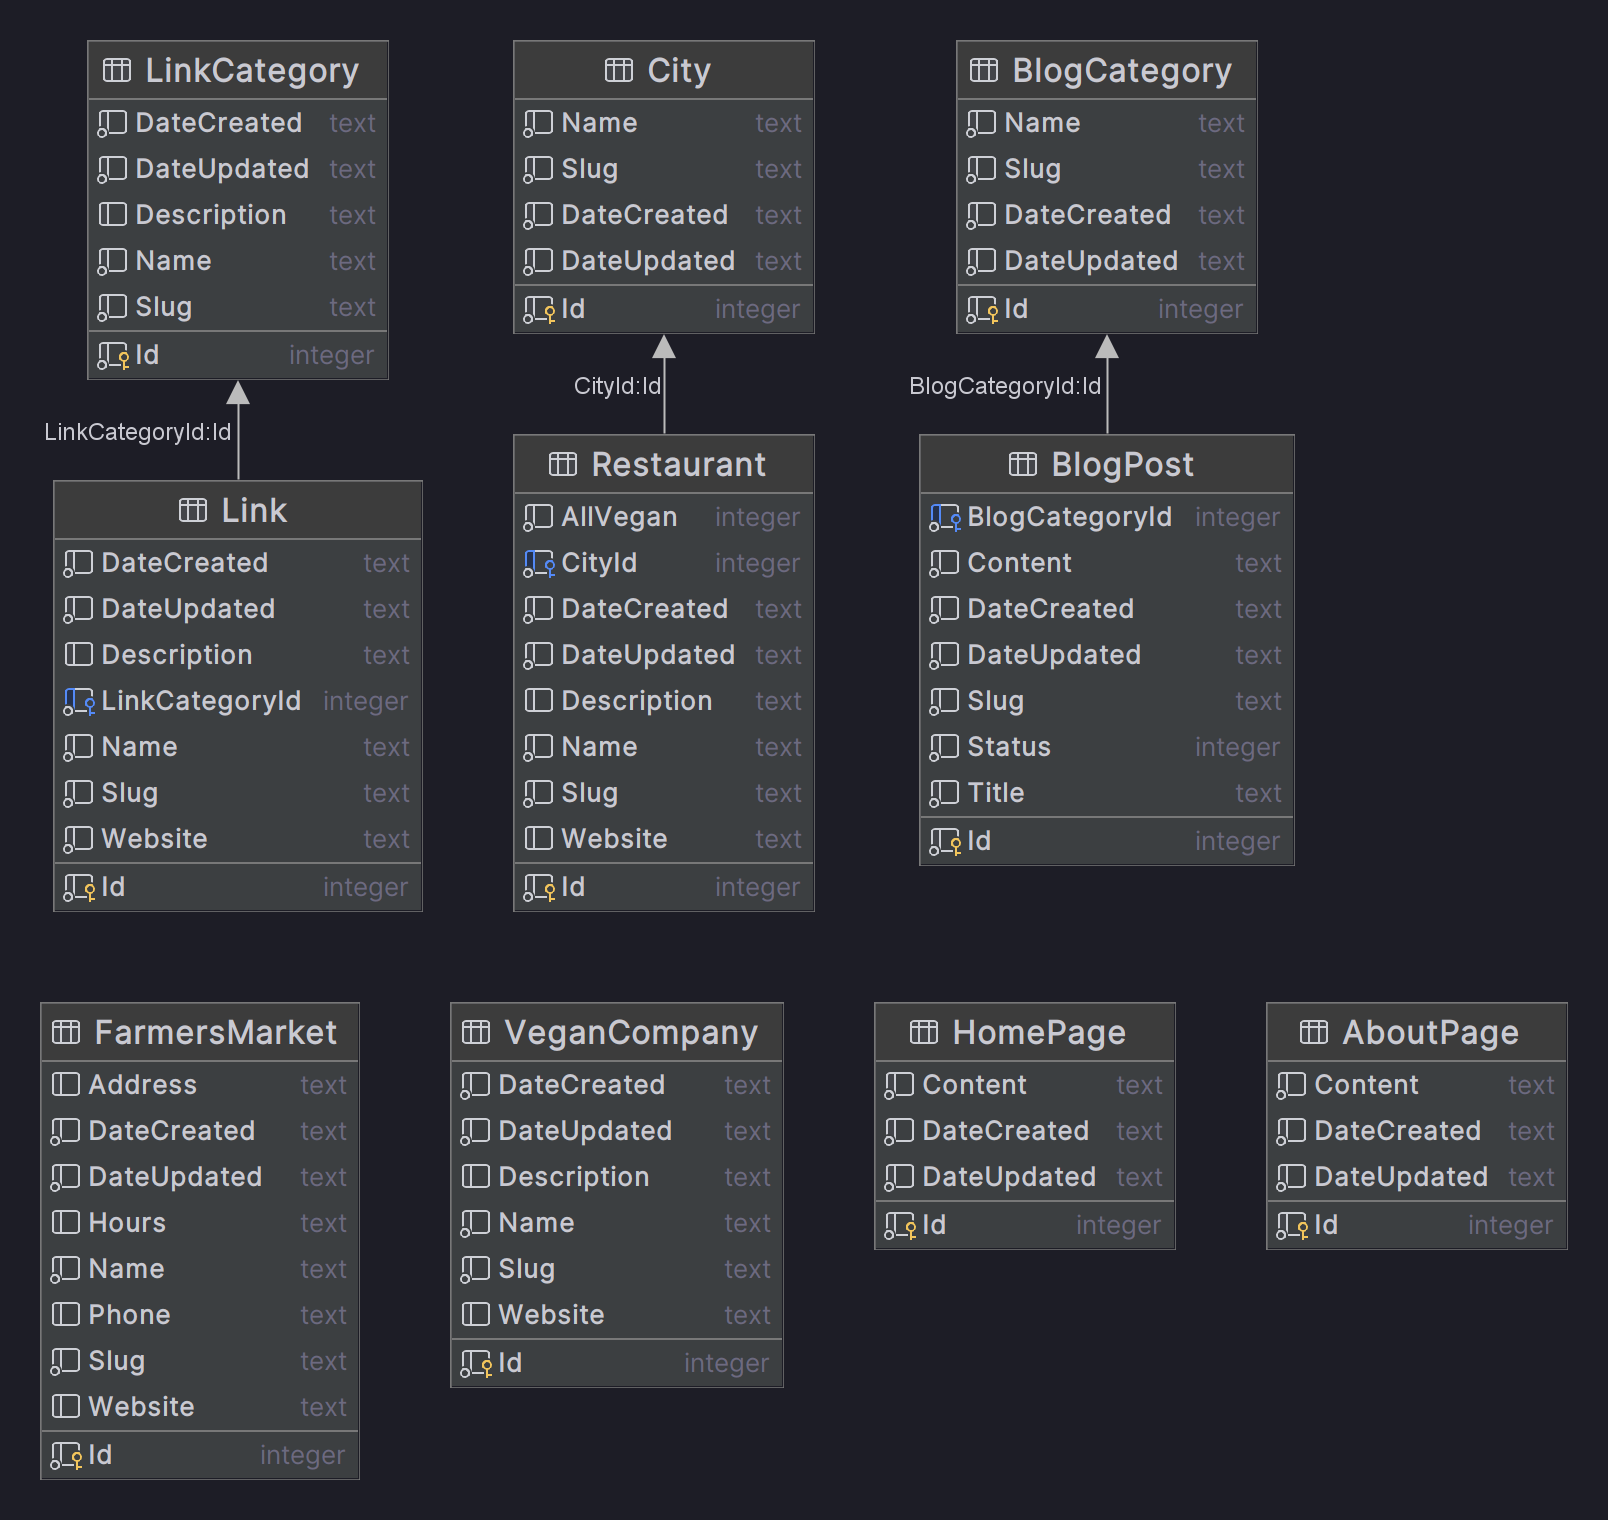 LinkCategory
DateCreated text
DateUpdated text
Description text
Name text
Slug text
Id integer
City
Name text
Slug text
DateCreated text
DateUpdated text
Id integer
BlogCategory
Name text
Slug text
DateCreated text
DateUpdated text
Id integer
LinkCategoryId:Id
CityId:Id
BlogCategoryId:Id
Link
DateCreated text
DateUpdated text
Description text
LinkCategoryId integer
Name text
Slug text
Website text
Id integer
Restaurant
AllVegan integer
CityId integer
DateCreated text
DateUpdated text
Description text
Name text
Slug text
Website text
Id integer
BlogPost
BlogCategoryId integer
Content text
DateCreated text
DateUpdated text
Slug text
Status integer
Title text
Id integer
FarmersMarket
Address text
DateCreated text
DateUpdated text
Hours text
Name text
Phone text
Slug text
Website text
Id integer
VeganCompany
DateCreated text
DateUpdated text
Description text
Name text
Slug text
Website text
Id integer
HomePage
Content text
DateCreated text
DateUpdated text
Id integer
AboutPage
Content text
DateCreated text
DateUpdated text
Id integer